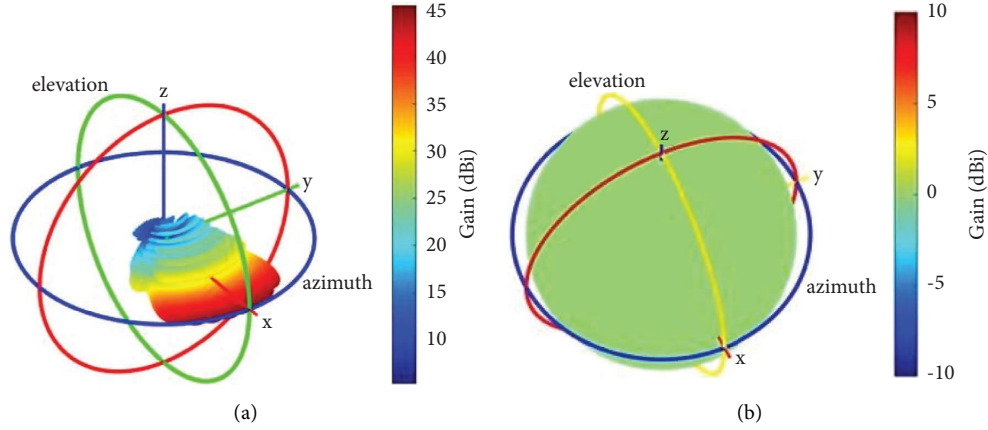 elevation
z
y
azimuth
x
45
40
35
30
25
20
15
10
Gain (dBi)
(a)
elevation
z
y
azimuth
x
10
5
0
-5
-10
Gain (dBi)
(b)